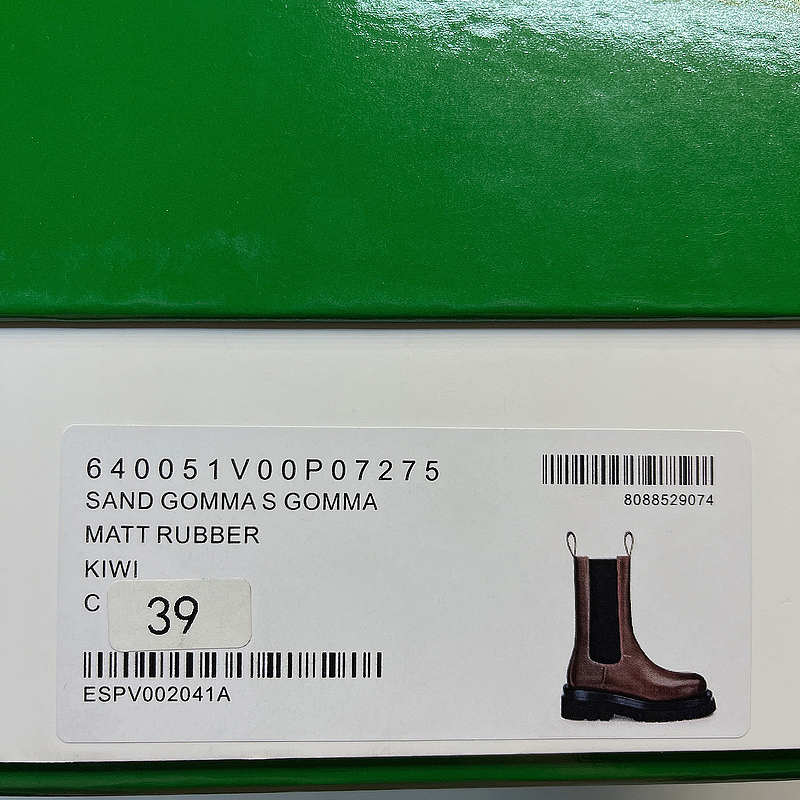 640051V00P07275
SAND GOMMA S GOMMA
MATT RUBBER
KIWI
C 39
ESPV002041A
8088529074